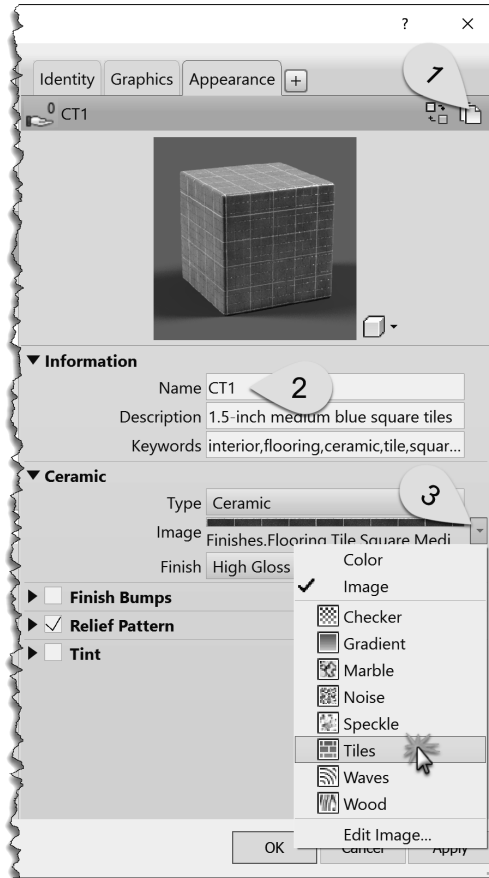 ? ×
1
Identity Graphics Appearance +
0
CT1
Information
Name CT1
2
Description 1.5-inch medium blue square tiles
Keywords interior,flooring,ceramic,tile,squar...
Ceramic
3
Type Ceramic
Image Finishes.Flooring Tile Square Medi
Finish High Gloss
Color
Image
Finish Bumps
Checker
Relief Pattern
Gradient
Tint
Marble
Noise
Speckle
Tiles
Waves
Wood
Edit Image...
OK Cancel Apply